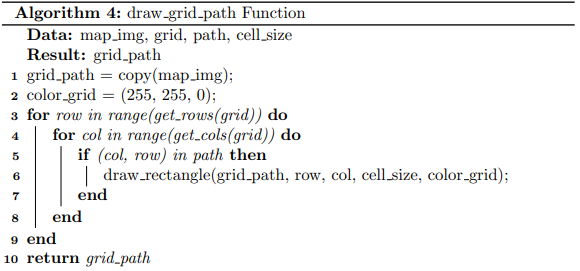 Algorithm 4: draw_grid_path Function
Data: map_img, grid, path, cell_size
Result: grid_path
1 grid_path = copy(map_img);
2 color_grid = (255, 255, 0);
3 for row in range(get_rows(grid)) do
4 for col in range(get_cols(grid)) do
5 if (col, row) in path then
6 draw_rectangle(grid_path, row, col, cell_size, color_grid);
7 end
8 end
9 end
10 return grid_path